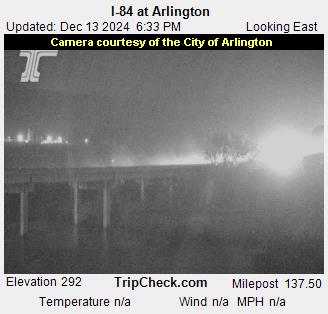 I-84 at Arlington
Updated: Dec 13 2024 6:33 PM Looking East
Camera courtesy of the City of Arlington
Elevation 292 TripCheck.com Milepost 137.50
Temperature n/a Wind n/a MPH n/a